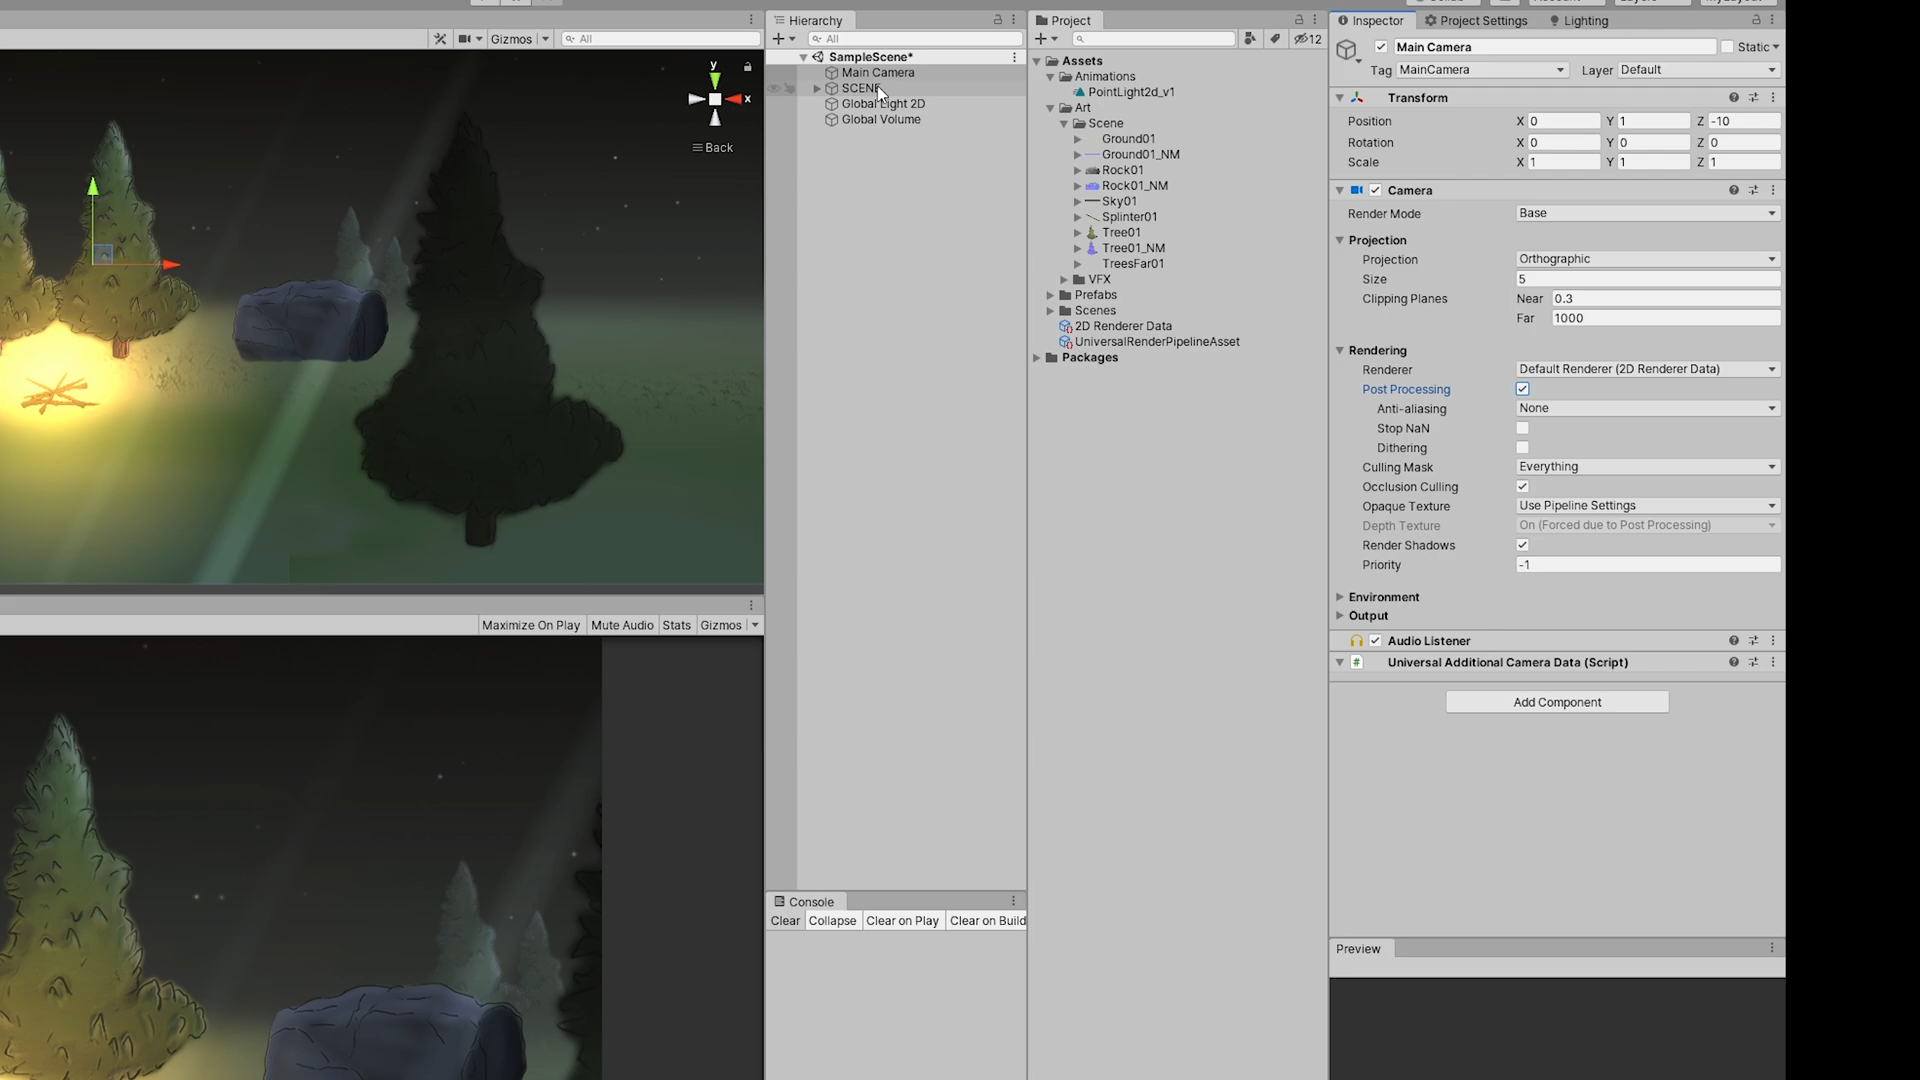 Hierarchy
Project
Inspector
Project Settings
Lighting
Gizmos
All
All
12
Main Camera
Static
Tag MainCamera
Layer Default
SampleScene*
Main Camera
SCENE
Global Light 2D
Global Volume
y
x
Back
Assets
Animations
PointLight2d_v1
Art
Scene
Ground01
Ground01_NM
Rock01
Rock01_NM
Sky01
Splinter01
Tree01
Tree01_NM
TreesFar01
VFX
Prefabs
Scenes
2D Renderer Data
UniversalRenderPipelineAsset
Packages
Transform
Position X 0 Y 1 Z -10
Rotation X 0 Y 0 Z 0
Scale X 1 Y 1 Z 1
Camera
Render Mode Base
Projection
Projection Orthographic
Size 5
Clipping Planes Near 0.3
Far 1000
Rendering
Renderer Default Renderer (2D Renderer Data)
Post Processing
Anti-aliasing None
Stop NaN
Dithering
Culling Mask Everything
Occlusion Culling
Opaque Texture Use Pipeline Settings
Depth Texture On (Forced due to Post Processing)
Render Shadows
Priority -1
Environment
Output
Audio Listener
# Universal Additional Camera Data (Script)
Add Component
Maximize On Play Mute Audio Stats Gizmos
Console
Clear Collapse Clear on Play Clear on Build
Preview